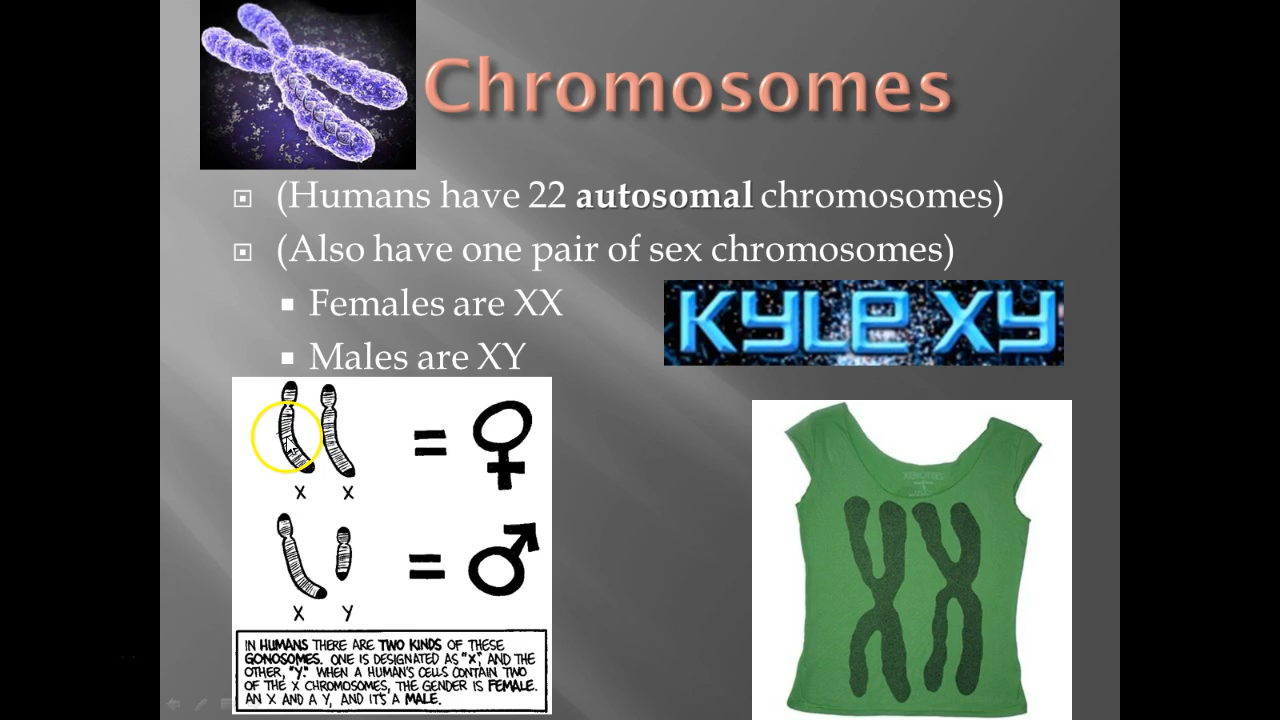 Chromosomes
(Humans have 22 autosomal chromosomes)
(Also have one pair of sex chromosomes)
Females are XX
KYLE XY
Males are XY
=
X X
=
X Y
IN HUMANS THERE ARE TWO KINDS OF THESE
GONOSOMES. ONE IS DESIGNATED AS "X", AND THE
OTHER, "Y." WHEN A HUMAN'S CELLS CONTAIN TWO
OF THE X CHROMOSOMES, THE GENDER IS FEMALE.
AN X AND A Y, AND IT'S A MALE.